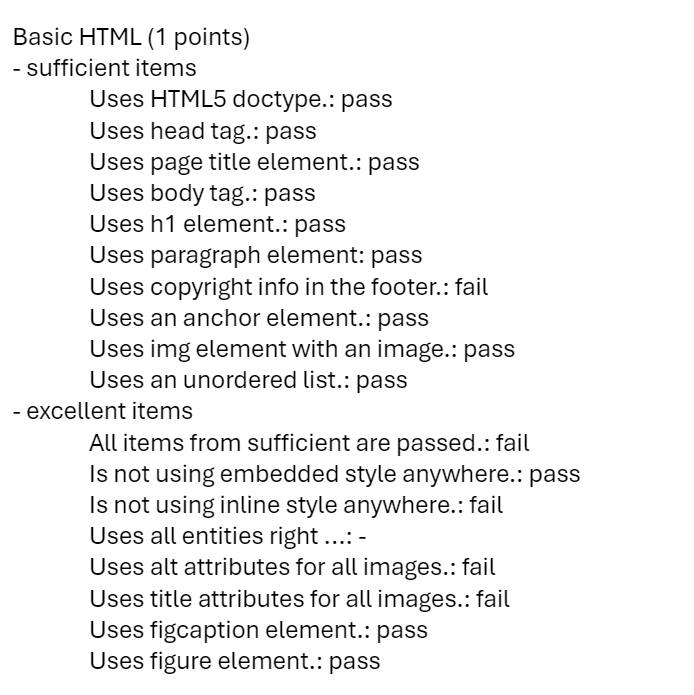 Basic HTML (1 points)
- sufficient items
Uses HTML5 doctype.: pass
Uses head tag.: pass
Uses page title element.: pass
Uses body tag.: pass
Uses h1 element.: pass
Uses paragraph element: pass
Uses copyright info in the footer.: fail
Uses an anchor element.: pass
Uses img element with an image.: pass
Uses an unordered list.: pass
- excellent items
All items from sufficient are passed.: fail
Is not using embedded style anywhere.: pass
Is not using inline style anywhere.: fail
Uses all entities right ...: -
Uses alt attributes for all images.: fail
Uses title attributes for all images.: fail
Uses figcaption element.: pass
Uses figure element.: pass